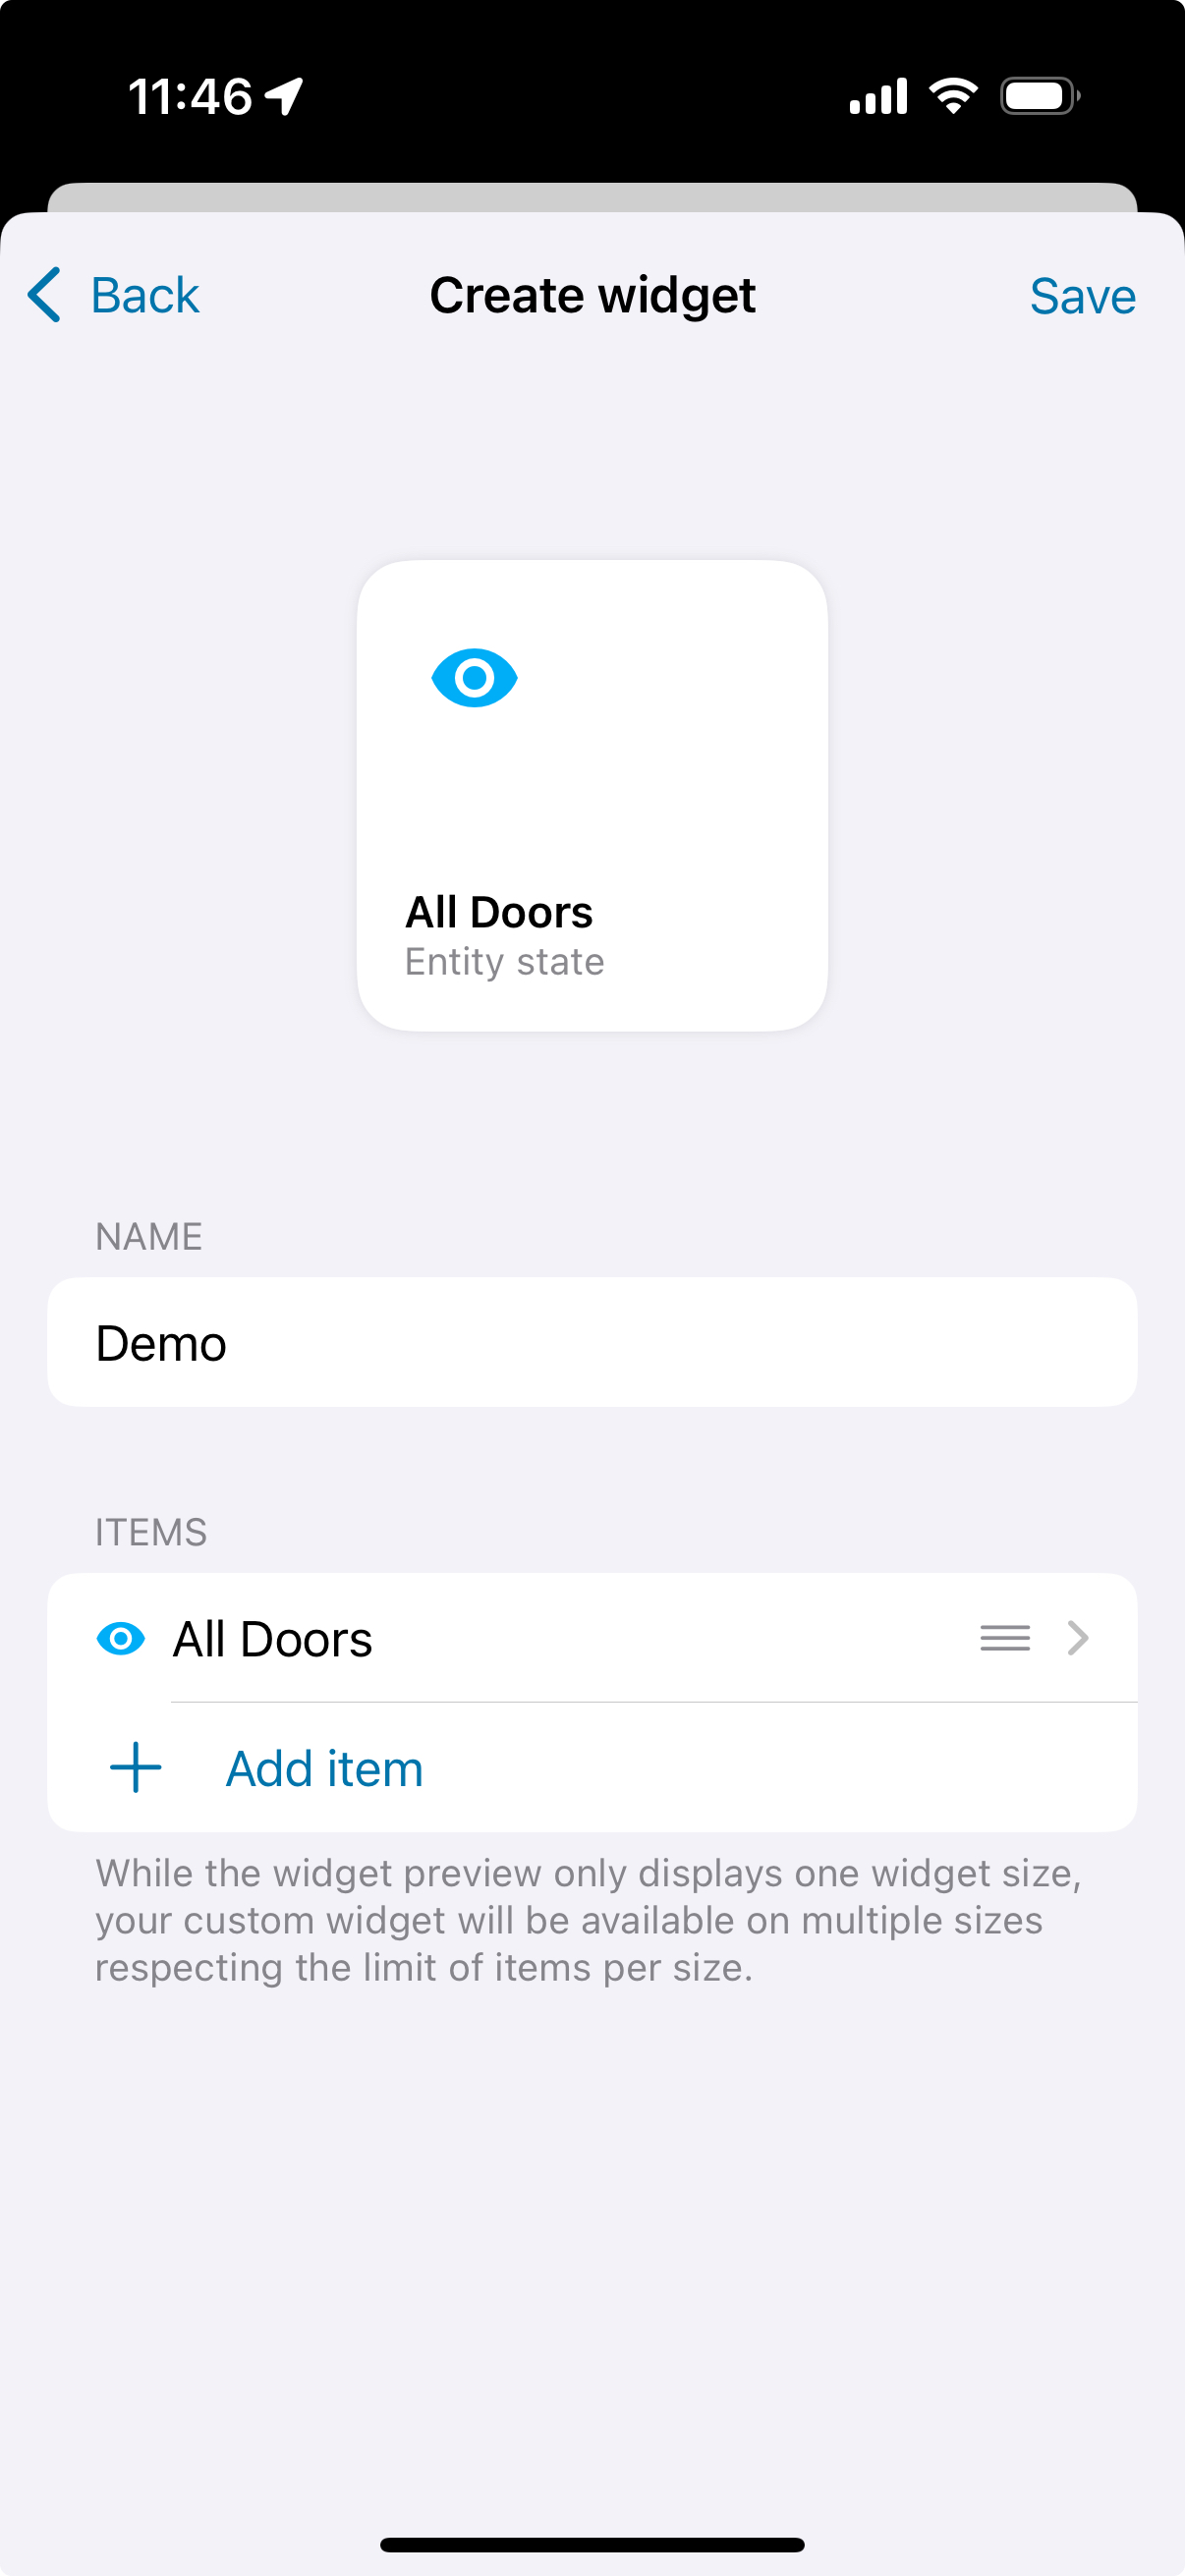 11:46
Back
Create widget
Save
All Doors
Entity state
NAME
Demo
ITEMS
All Doors
Add item
While the widget preview only displays one widget size,
your custom widget will be available on multiple sizes
respecting the limit of items per size.